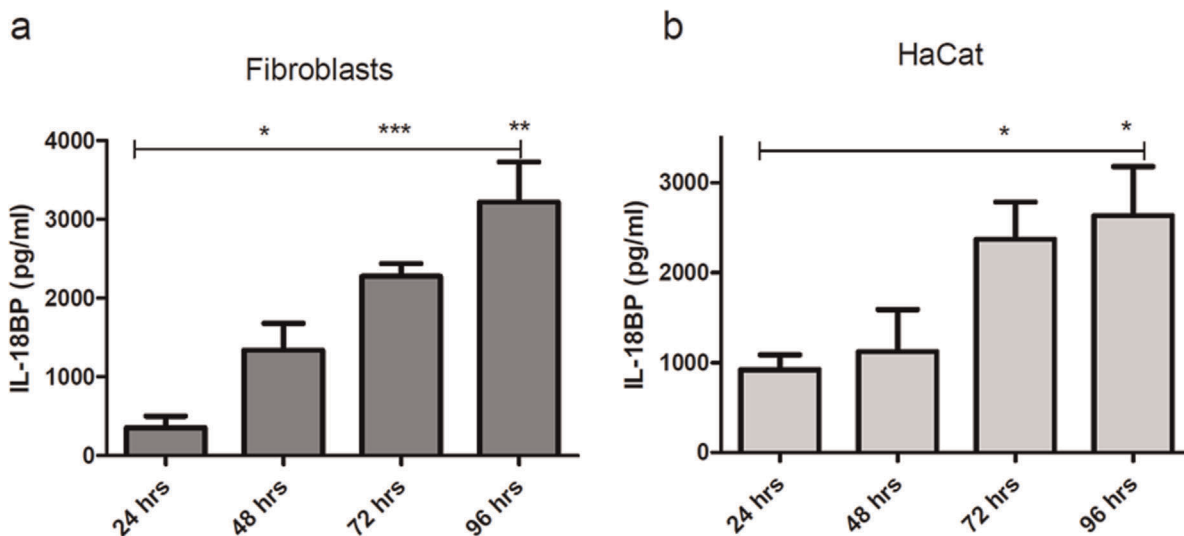 a
Fibroblasts
* *** **
4000
3000
2000
1000
0
IL-18BP (pg/ml)
24 hrs 48 hrs 72 hrs 96 hrs
b
HaCat
* *
3000
2000
1000
0
IL-18BP (pg/ml)
24 hrs 48 hrs 72 hrs 96 hrs